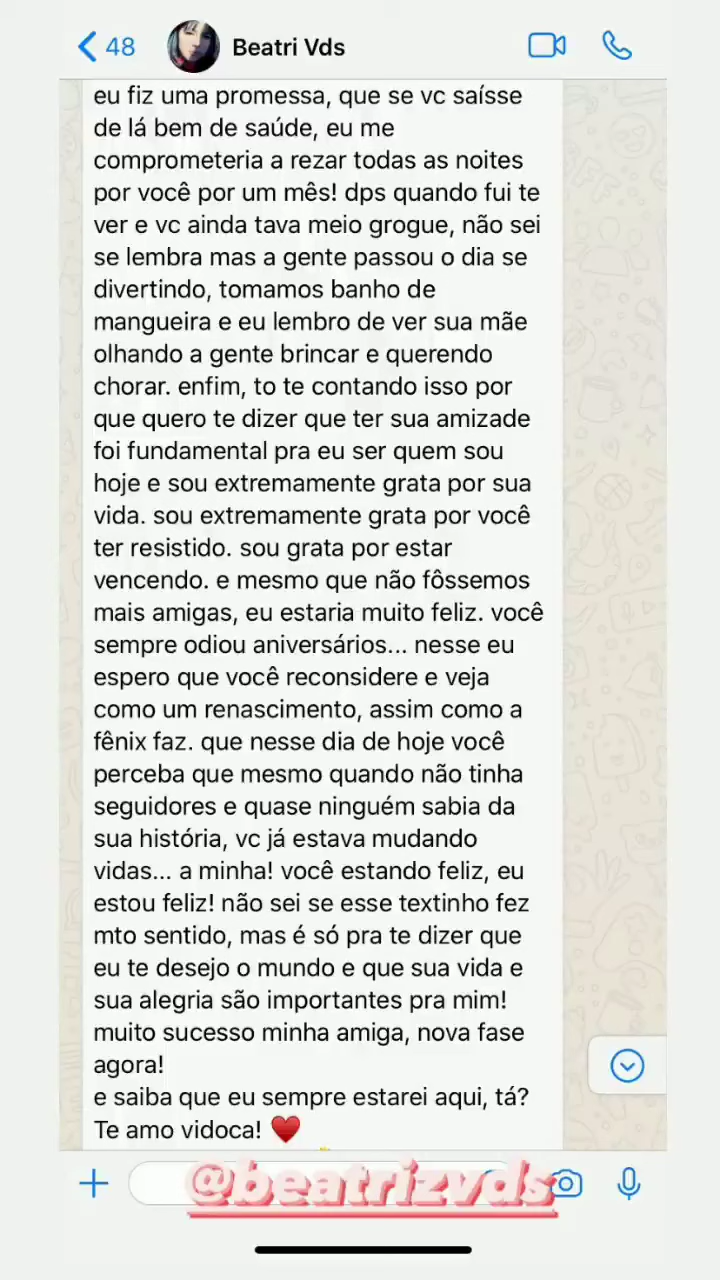 48
Beatri Vds
eu fiz uma promessa, que se vc saísse
de lá bem de saúde, eu me
comprometeria a rezar todas as noites
por você por um mês! dps quando fui te
ver e vc ainda tava meio grogue, não sei
se lembra mas a gente passou o dia se
divertindo, tomamos banho de
mangueira e eu lembro de ver sua mãe
olhando a gente brincar e querendo
chorar. enfim, to te contando isso por
que quero te dizer que ter sua amizade
foi fundamental pra eu ser quem sou
hoje e sou extremamente grata por sua
vida. sou extremamente grata por você
ter resistido. sou grata por estar
vencendo. e mesmo que não fôssemos
mais amigas, eu estaria muito feliz. você
sempre odiou aniversários... nesse eu
espero que você reconsidere e veja
como um renascimento, assim como a
fênix faz. que nesse dia de hoje você
perceba que mesmo quando não tinha
seguidores e quase ninguém sabia da
sua história, vc já estava mudando
vidas... a minha! você estando feliz, eu
estou feliz! não sei se esse textinho fez
mto sentido, mas é só pra te dizer que
eu te desejo o mundo e que sua vida e
sua alegria são importantes pra mim!
muito sucesso minha amiga, nova fase
agora!
e saiba que eu sempre estarei aqui, tá?
Te amo vidoca! ♥️
@beatrizvds